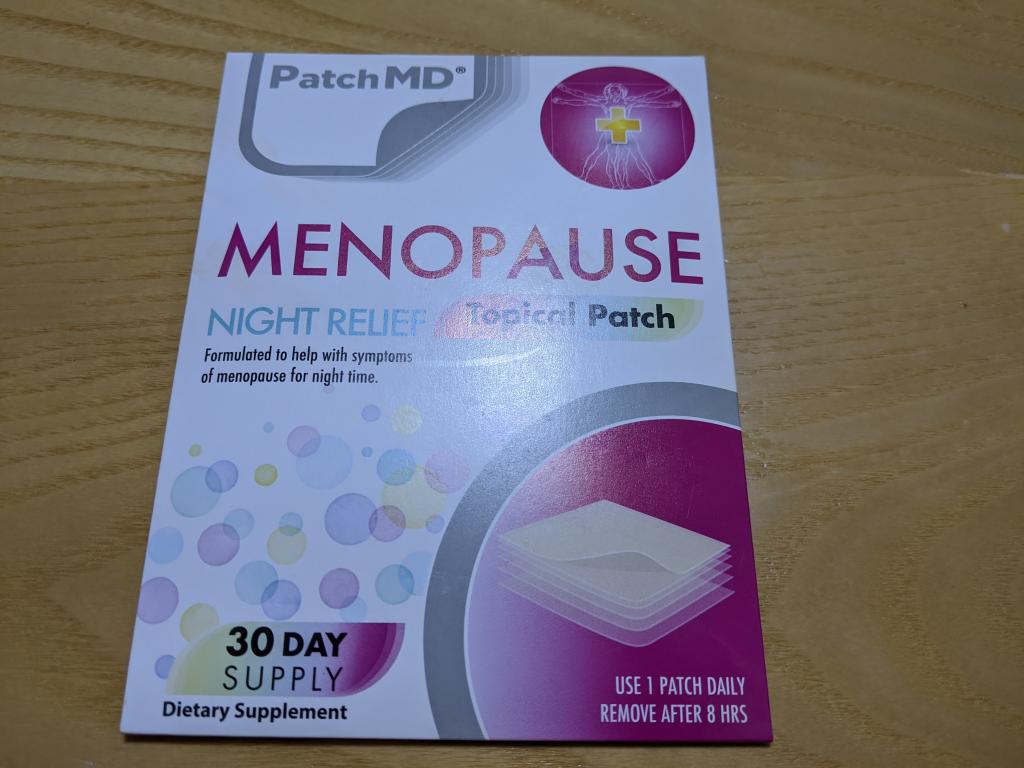 PatchMD®
MENOPAUSE
NIGHT RELIEF Topical Patch
Formulated to help with symptoms
of menopause for night time.
30 DAY
SUPPLY
Dietary Supplement
USE 1 PATCH DAILY
REMOVE AFTER 8 HRS